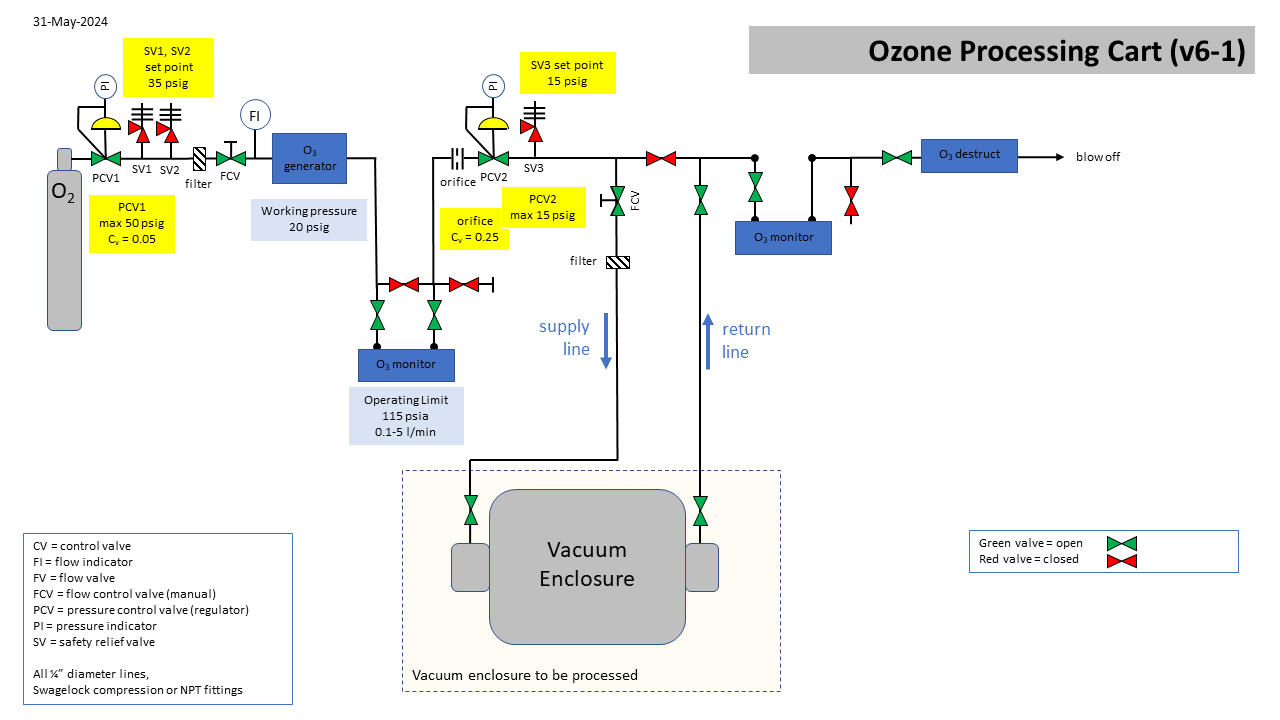 31-May-2024
Ozone Processing Cart (v6-1)
SV1, SV2
set point
35 psig
SV3 set point
15 psig
PI
PI
FI
O₃
generator
O₃ destruct
blow off
PCV1
SV1
SV2
filter
FCV
orifice
PCV2
SV3
FCV
O₂
PCV1
max 50 psig
Cᵥ = 0.05
Working pressure
20 psig
orifice
Cᵥ = 0.25
PCV2
max 15 psig
O₃ monitor
filter
supply
line
return
line
O₃ monitor
Operating Limit
115 psia
0.1-5 l/min
Vacuum
Enclosure
Vacuum enclosure to be processed
CV = control valve
FI = flow indicator
FV = flow valve
FCV = flow control valve (manual)
PCV = pressure control valve (regulator)
PI = pressure indicator
SV = safety relief valve
All ¼” diameter lines,
Swagelock compression or NPT fittings
Green valve = open
Red valve = closed